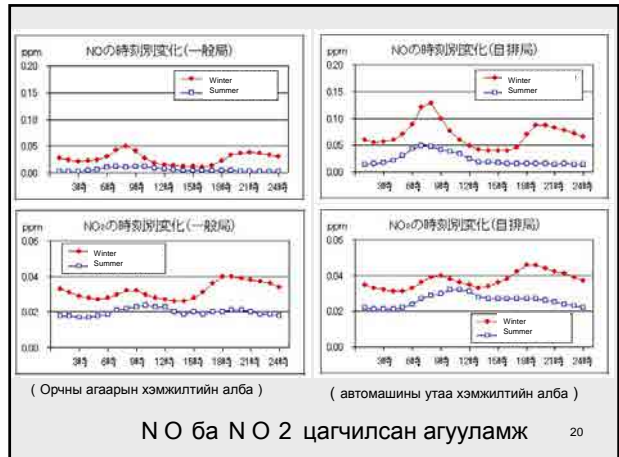 ppm
NOの時刻別変化(一般局)
0.20
0.15
0.10
0.05
0.00
Winter
Summer
3時 6時 9時 12時 15時 18時 21時 24時
ppm
NOの時刻別変化(自排局)
0.20
0.15
0.10
0.05
0.00
Winter
Summer
3時 6時 9時 12時 15時 18時 21時 24時
ppm
NO₂の時刻別変化(一般局)
0.06
0.04
0.02
0.00
Winter
Summer
3時 6時 9時 12時 15時 18時 21時 24時
ppm
NO₂の時刻別変化(自排局)
0.06
0.04
0.02
0.00
Winter
Summer
3時 6時 9時 12時 15時 18時 21時 24時
( Орчны агаарын хэмжилтийн алба )
( автомашины утаа хэмжилтийн алба )
N O ба N O 2 цагчилсан агууламж
20